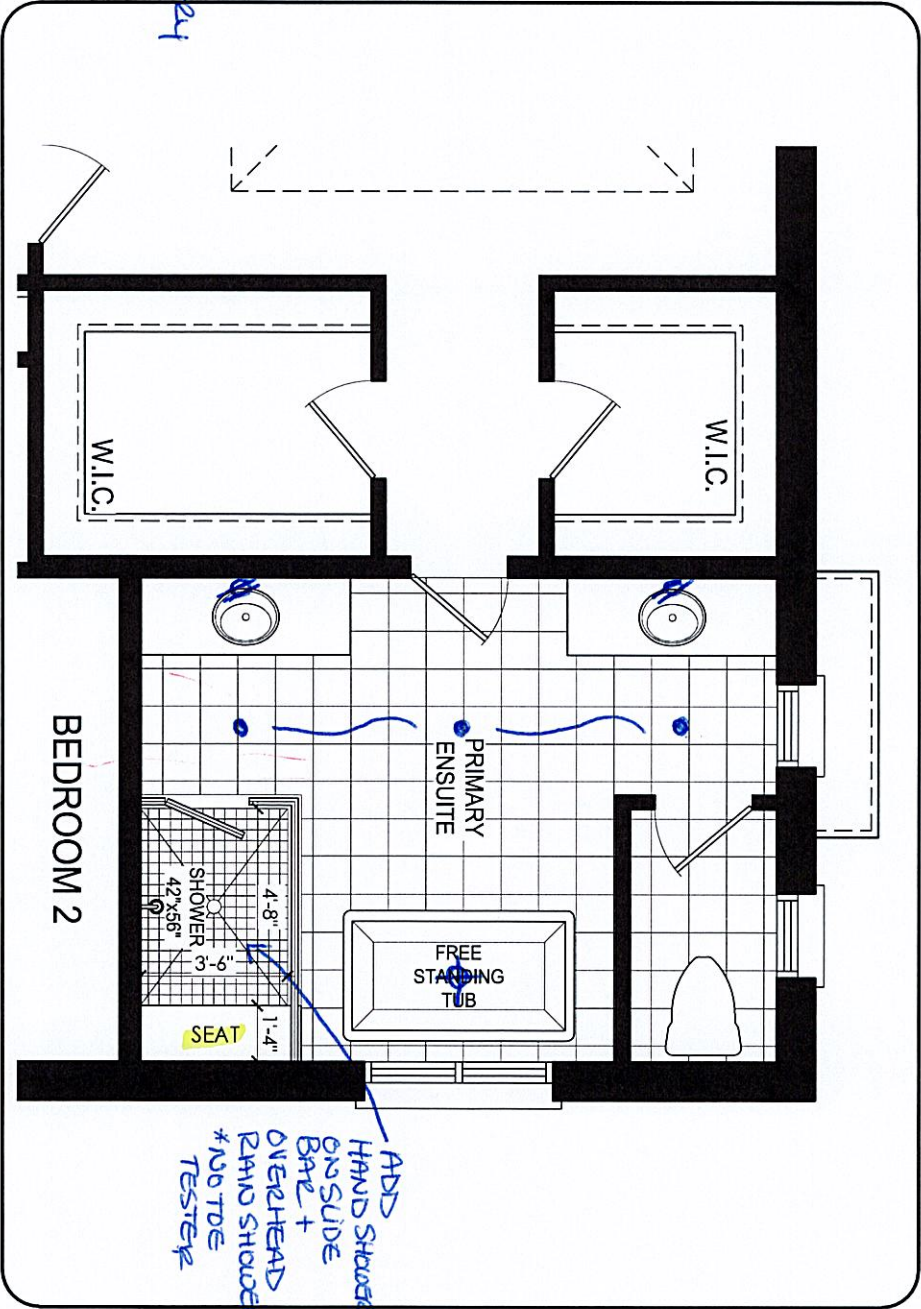 W.I.C.
W.I.C.
BEDROOM 2
PRIMARY
ENSUITE
SHOWER
42"x56"
4'-8"
3'-6"
1'-4"
SEAT
FREE
STANDING
TUB
ADD
HAND SHOWER
ON SLIDE
BAR +
OVERHEAD
RAIN SHOWE
*NO TOE
TESTER